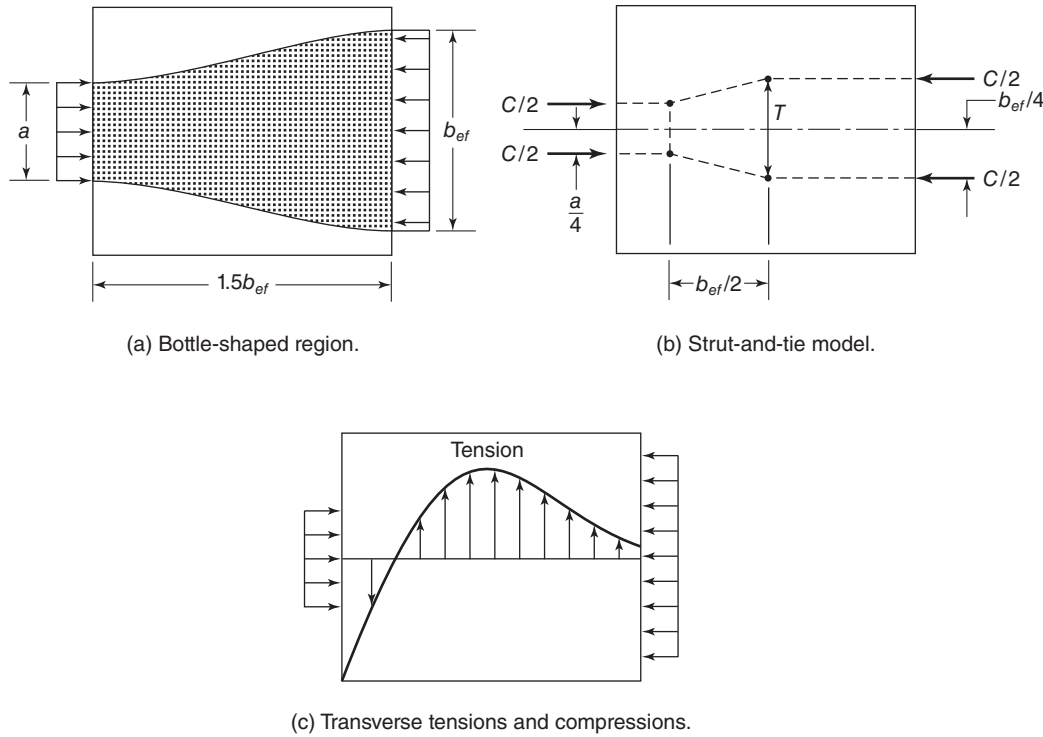 a
b_ef
1.5b_ef
(a) Bottle-shaped region.
C/2
C/2
a/4
T
C/2
b_ef/4
C/2
b_ef/2
(b) Strut-and-tie model.
Tension
(c) Transverse tensions and compressions.